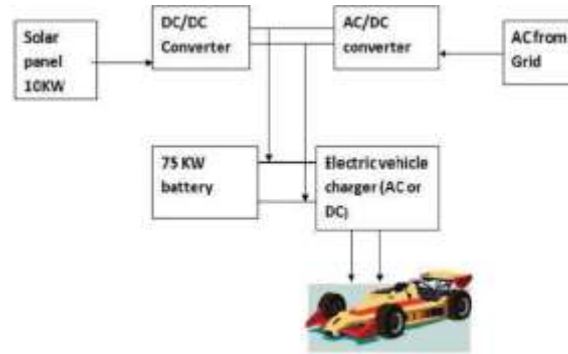 Solar
panel
10KW
DC/DC
Converter
AC/DC
converter
AC from
Grid
75 KW
battery
Electric vehicle
charger (AC or
DC)